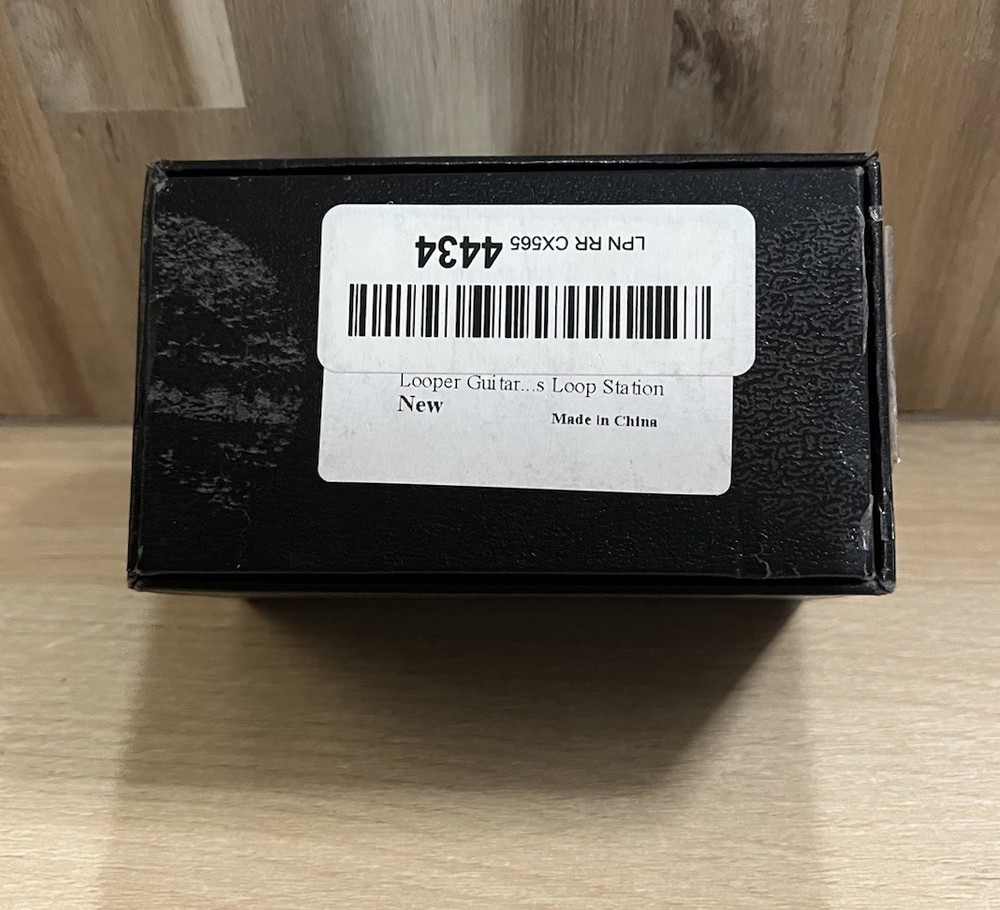 LPN RR CX565 4434
Looper Guitar...s Loop Station
New
Made in China